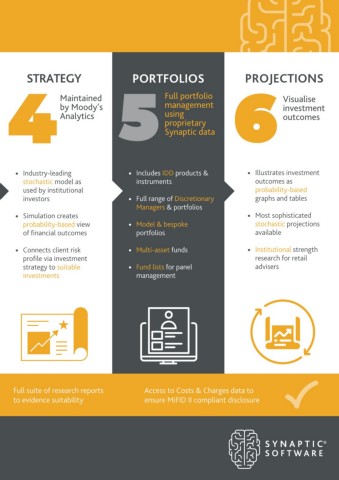 STRATEGY
4
Maintained
by Moody's
Analytics
• Industry-leading
stochastic model as
used by institutional
investors
• Simulation creates
probability-based view
of financial outcomes
• Connects client risk
profile via investment
strategy to suitable
investments
PORTFOLIOS
5
Full portfolio
management
using
proprietary
Synaptic data
• Includes IDD products &
instruments
• Full range of Discretionary
Managers & portfolios
• Model & bespoke
portfolios
• Multi-asset funds
• Fund lists for panel
management
PROJECTIONS
6
Visualise
investment
outcomes
• Illustrates investment
outcomes as
probability-based
graphs and tables
• Most sophisticated
stochastic projections
available
• Institutional strength
research for retail
advisers
Full suite of research reports
to evidence suitability
Access to Costs & Charges data to
ensure MiFID II compliant disclosure
SYNAPTIC®
SOFTWARE